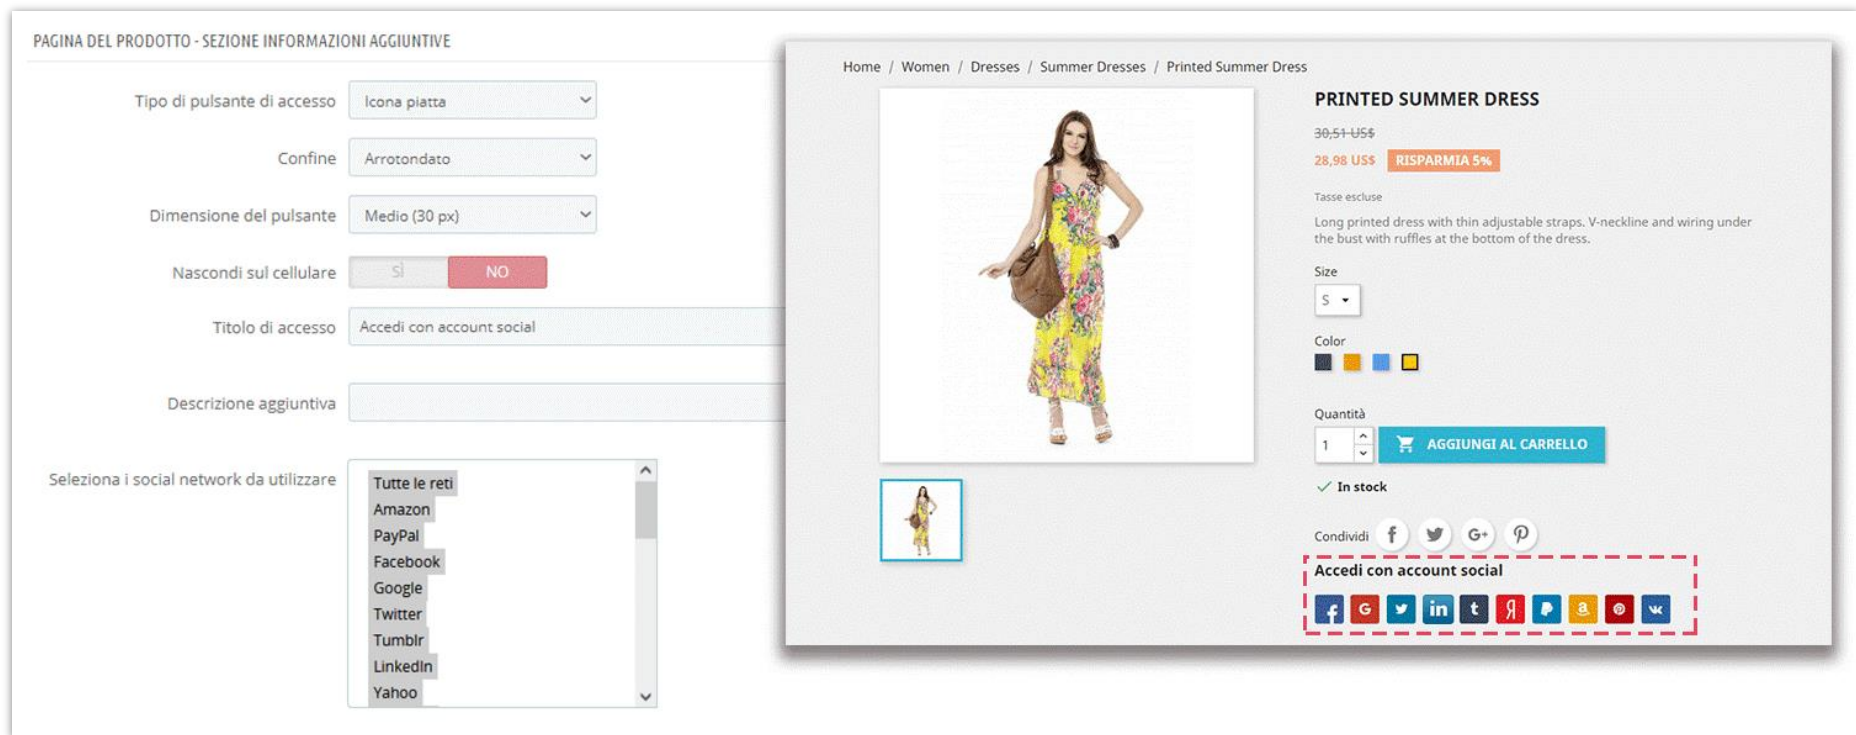 PAGINA DEL PRODOTTO - SEZIONE INFORMAZIONI AGGIUNTIVE
Tipo di pulsante di accesso
Icona piatta
Confine
Arrotondato
Dimensione del pulsante
Medio (30 px)
Nascondi sul cellulare
SÌ
NO
Titolo di accesso
Accedi con account social
Descrizione aggiuntiva
Seleziona i social network da utilizzare
Tutte le reti
Amazon
PayPal
Facebook
Google
Twitter
Tumblr
LinkedIn
Yahoo
Home / Women / Dresses / Summer Dresses / Printed Summer Dress
PRINTED SUMMER DRESS
30,51 US$
28,98 US$ RISPARMIA 5%
Tasse escluse
Long printed dress with thin adjustable straps. V-neckline and wiring under
the bust with ruffles at the bottom of the dress.
Size
S
Color
Quantità
1
AGGIUNGI AL CARRELLO
In stock
Condividi
Accedi con account social